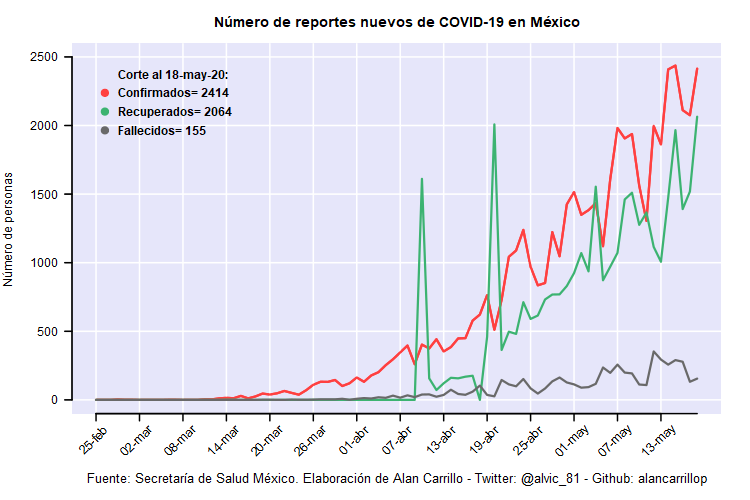 Número de reportes nuevos de COVID-19 en México
Número de personas
2500
2000
1500
1000
500
0
Corte al 18-may-20:
Confirmados= 2414
Recuperados= 2064
Fallecidos= 155
25-feb
02-mar
08-mar
14-mar
20-mar
26-mar
01-abr
07-abr
13-abr
19-abr
25-abr
01-may
07-may
13-may
Fuente: Secretaría de Salud México. Elaboración de Alan Carrillo - Twitter: @alvic_81 - Github: alancarrillop